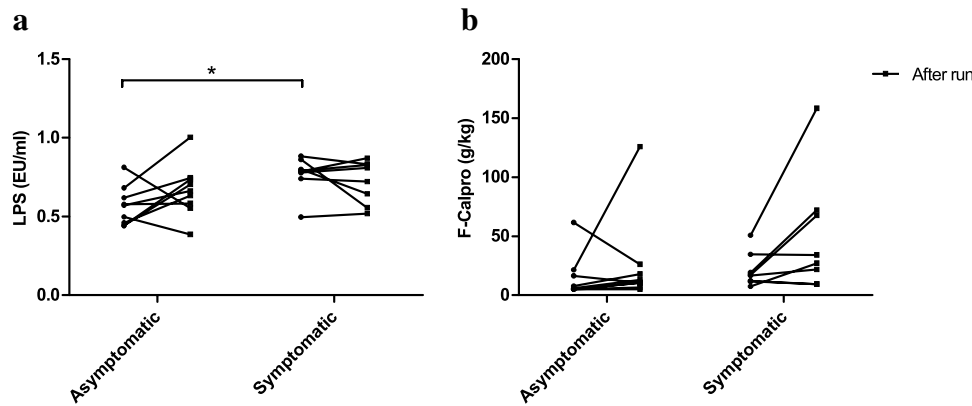 a
b
1.5
1.0
0.5
0.0
LPS (EU/ml)
*
Asymptomatic
Symptomatic
200
150
100
50
0
F-Calpro (g/kg)
Asymptomatic
Symptomatic
After run